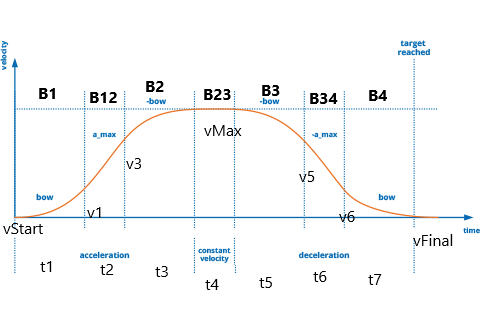 target
reached
velocity
B1
B12
B2
-bow
B23
B3
-bow
B34
B4
a_max
vMax
-a_max
v3
v5
bow
bow
v1
v6
vStart
time
vFinal
acceleration
constant
velocity
deceleration
t1
t2
t3
t4
t5
t6
t7